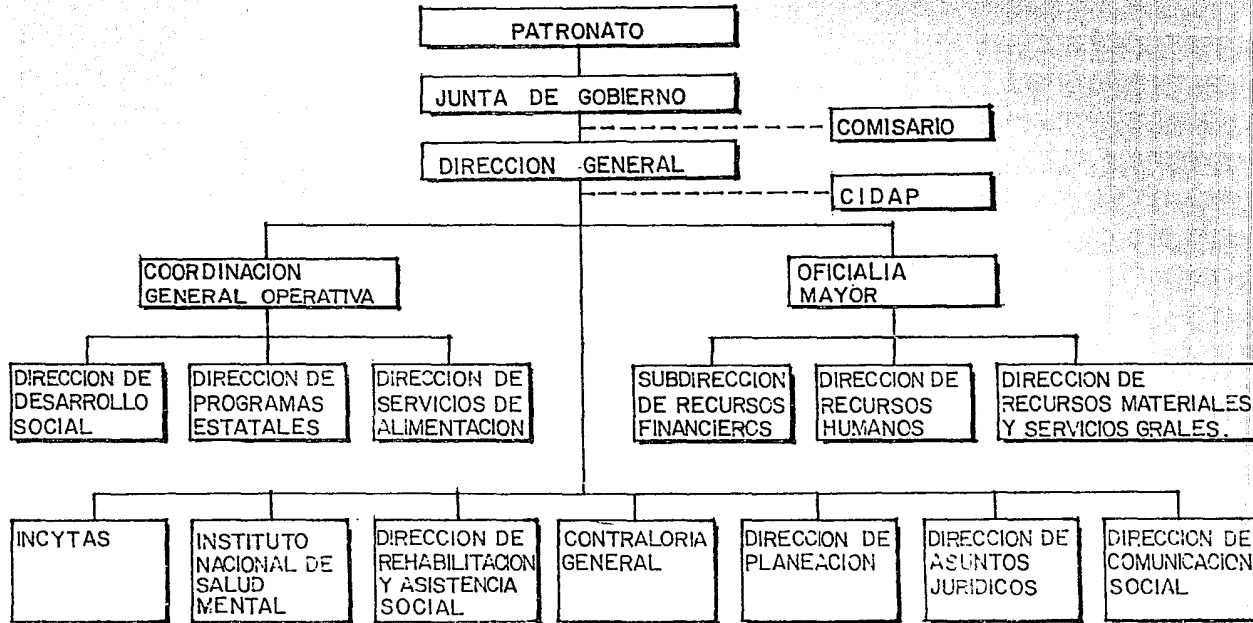 PATRONATO
JUNTA DE GOBIERNO
COMISARIO
DIRECCION GENERAL
CIDAP
COORDINACION
GENERAL OPERATIVA
OFICIALIA
MAYOR
DIRECCION DE
DESARROLLO
SOCIAL
DIRECCION DE
PROGRAMAS
ESTATALES
DIRECCION DE
SERVICIOS DE
ALIMENTACION
SUBDIRECCION
DE RECURSOS
FINANCIEROS
DIRECCION DE
RECURSOS
HUMANOS
DIRECCION DE
RECURSOS MATERIALES
Y SERVICIOS GRALES.
INCYTAS
INSTITUTO
NACIONAL DE
SALUD
MENTAL
DIRECCION DE
REHABILITACION
Y ASISTENCIA
SOCIAL
CONTRALORIA
GENERAL
DIRECCION DE
PLANEACION
DIRECCION DE
ASUNTOS
JURIDICOS
DIRECCION DE
COMUNICACION
SOCIAL